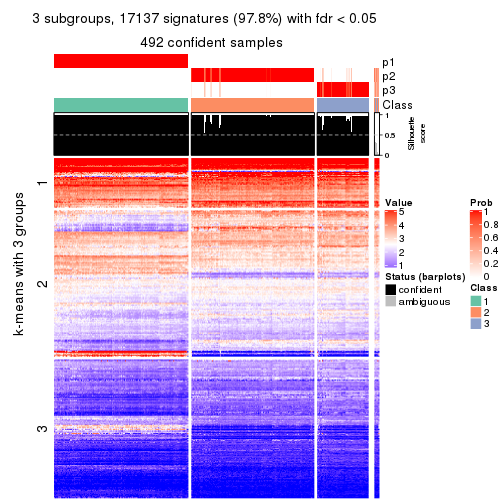 3 subgroups, 17137 signatures (97.8%) with fdr < 0.05
492 confident samples
p1
p2
p3
Class
1
0.5
0
Silhouette
score
k-means with 3 groups
1
2
3
Value
5
4
3
2
1
Status (barplots)
confident
ambiguous
Prob
1
0.8
0.6
0.4
0.2
0
Class
1
2
3